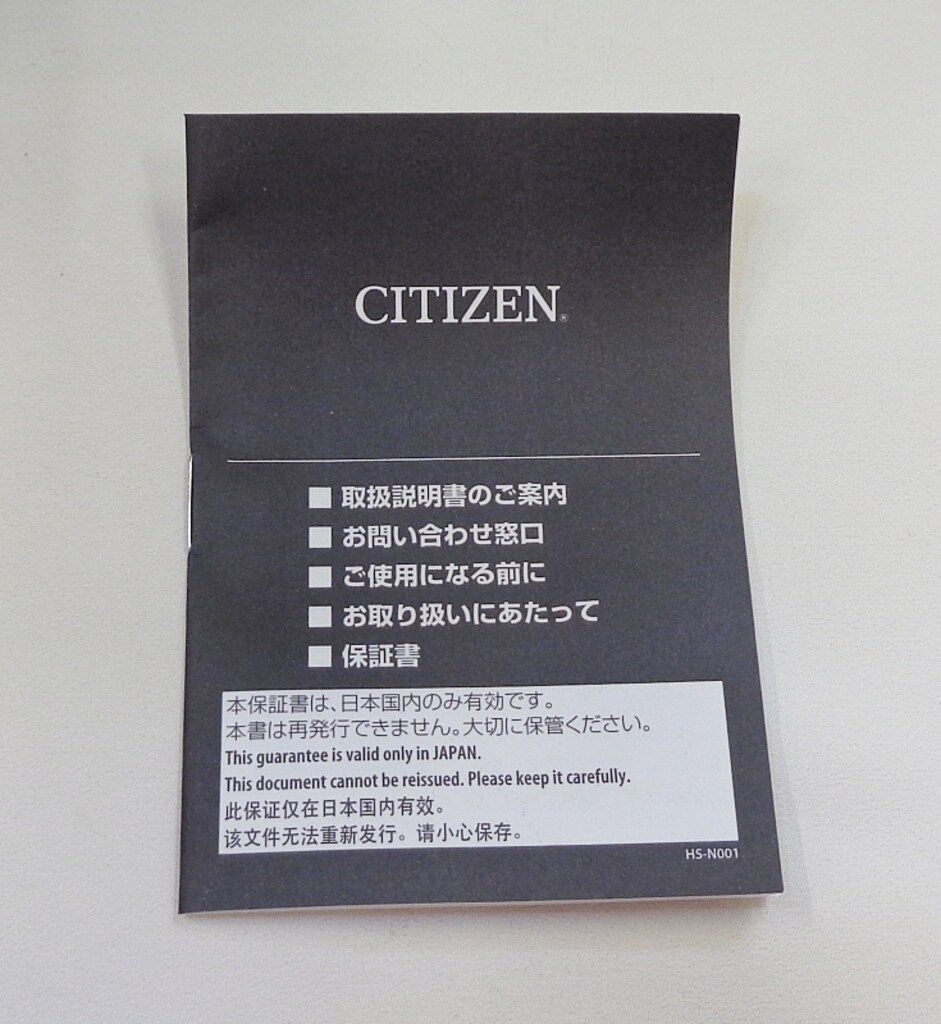 CITIZEN®
■ 取扱説明書のご案内
■ お問い合わせ窓口
■ ご使用になる前に
■ お取り扱いにあたって
■ 保証書
本保証書は、日本国内のみ有効です。
本書は再発行できません。大切に保管ください。
This guarantee is valid only in JAPAN.
This document cannot be reissued. Please keep it carefully.
此保证仅在日本国内有效。
该文件无法重新发行。请小心保存。
HS-N001